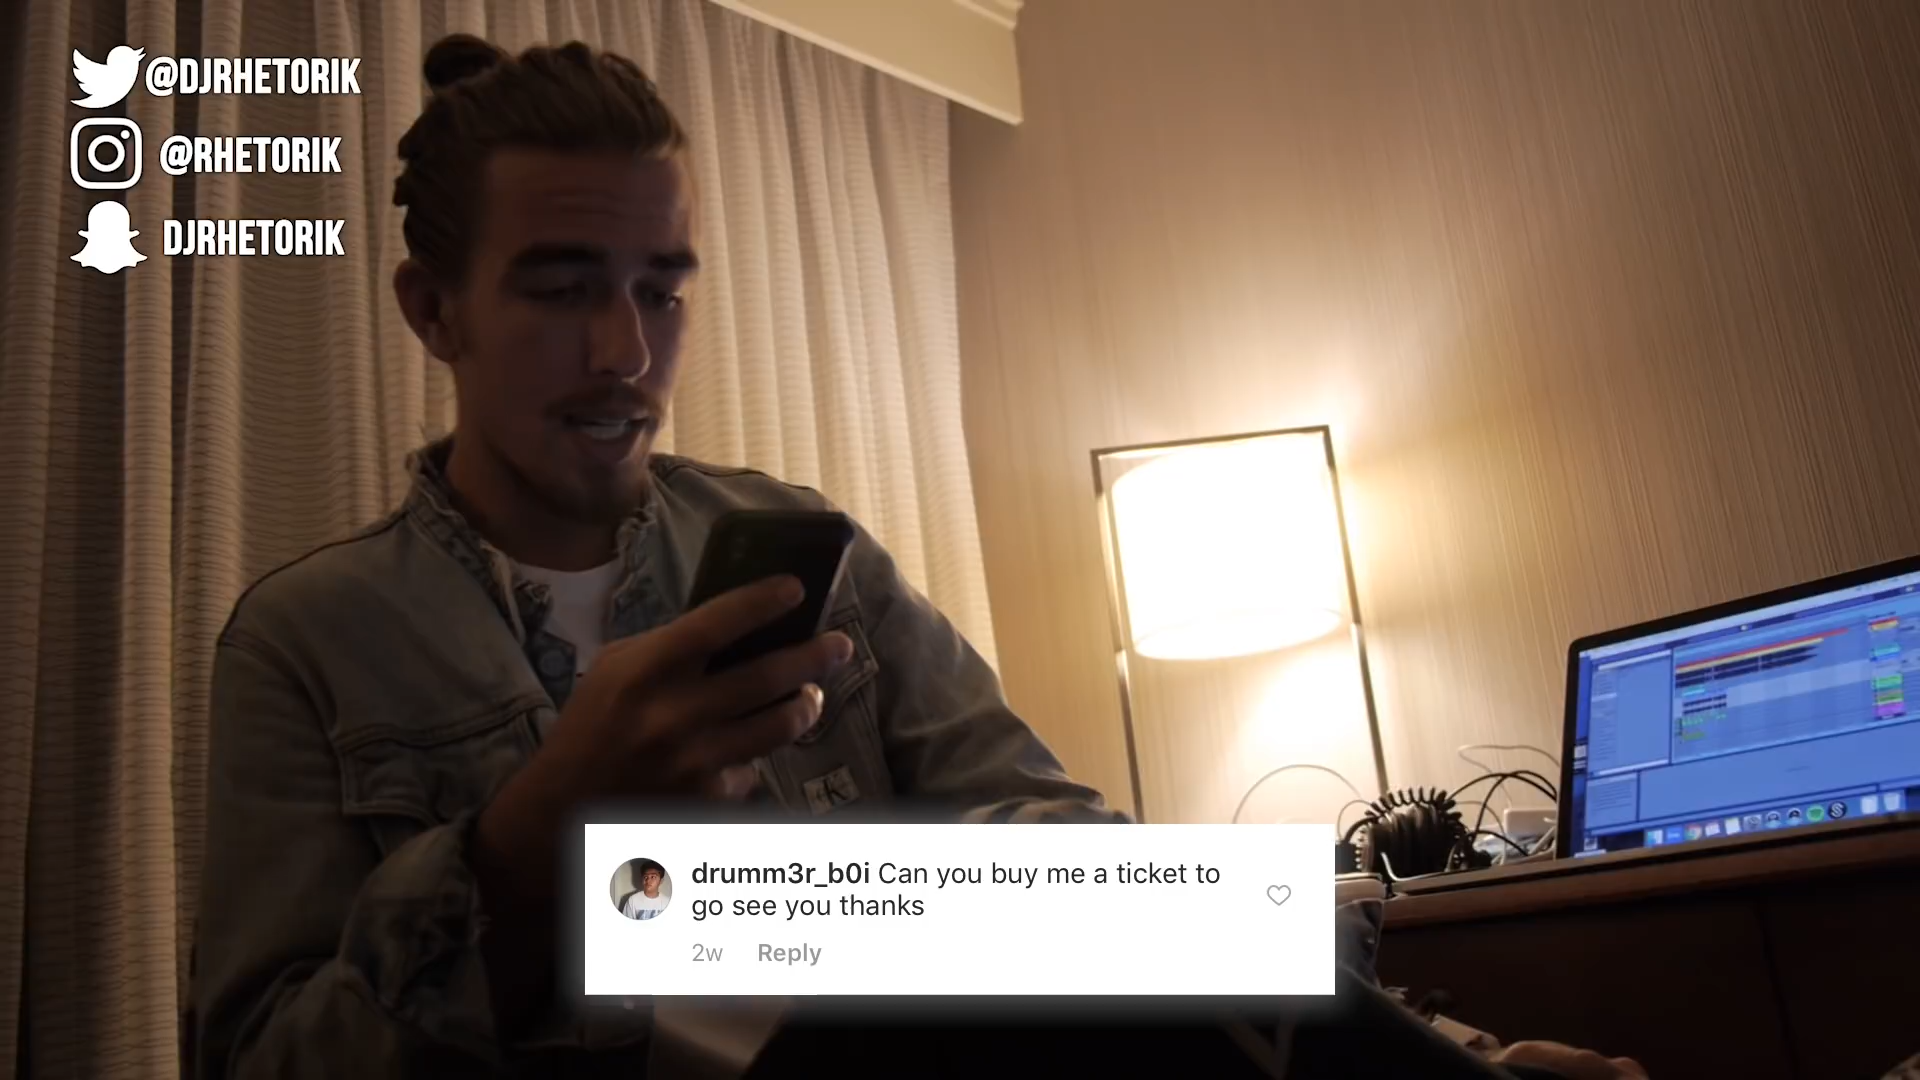 @DJRHETORIK
@RHETORIK
DJRHETORIK
drumm3r_b0i Can you buy me a ticket to
go see you thanks
2w Reply